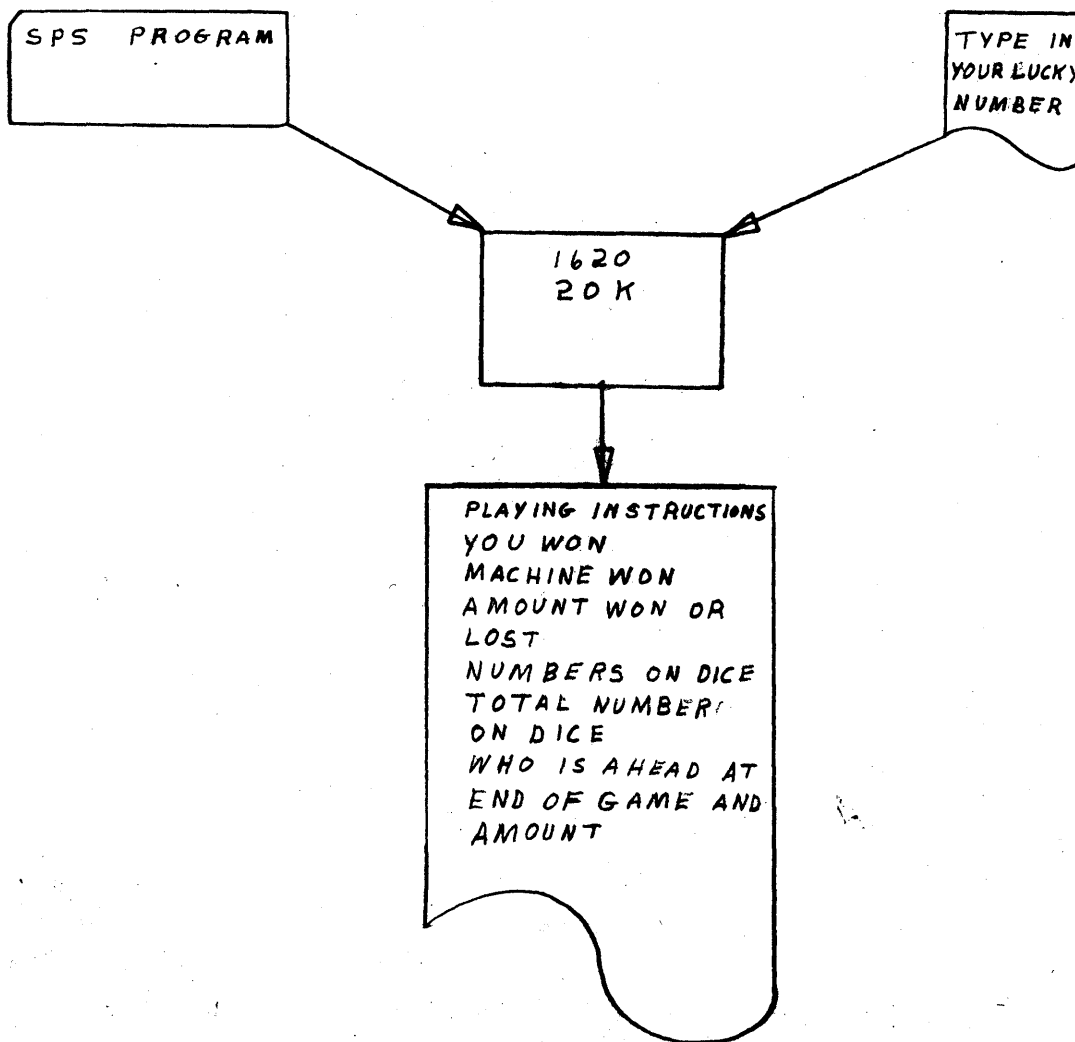 SPS PROGRAM
TYPE IN
YOUR LUCKY
NUMBER
1620
20 K
PLAYING INSTRUCTIONS
YOU WON
MACHINE WON
AMOUNT WON OR
LOST
NUMBERS ON DICE
TOTAL NUMBER
ON DICE
WHO IS AHEAD AT
END OF GAME AND
AMOUNT